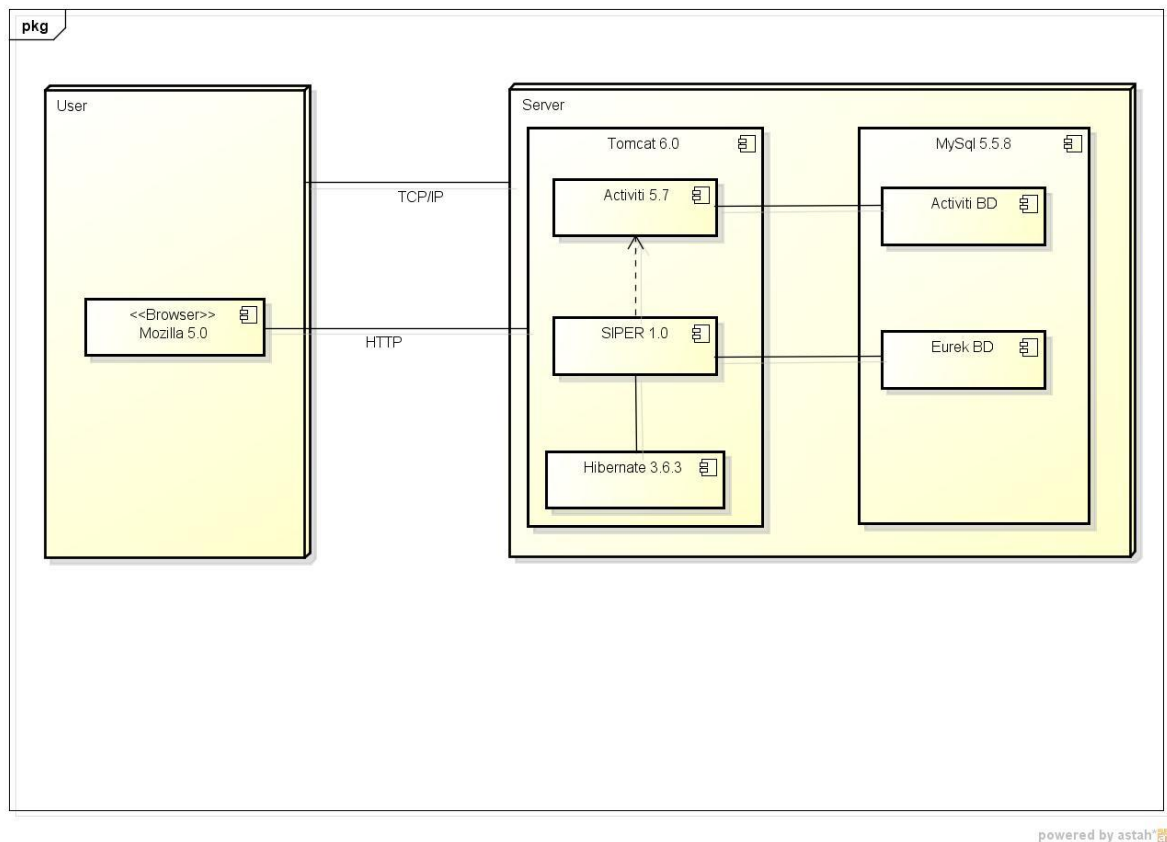 pkg
User
Server
Tomcat 6.0
MySql 5.5.8
Activiti 5.7
Activiti BD
TCP/IP
<<Browser>>
Mozilla 5.0
HTTP
SIPER 1.0
Eurek BD
Hibernate 3.6.3
powered by astah*